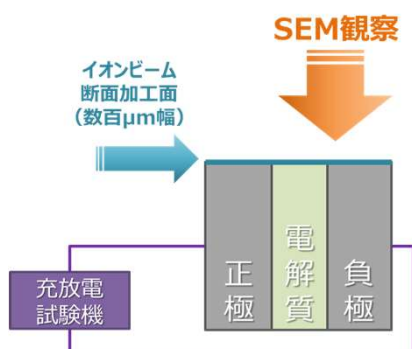 SEM観察
イオンビーム
断面加工面
(数百μm幅)
正極
電解質
負極
充放電
試験機